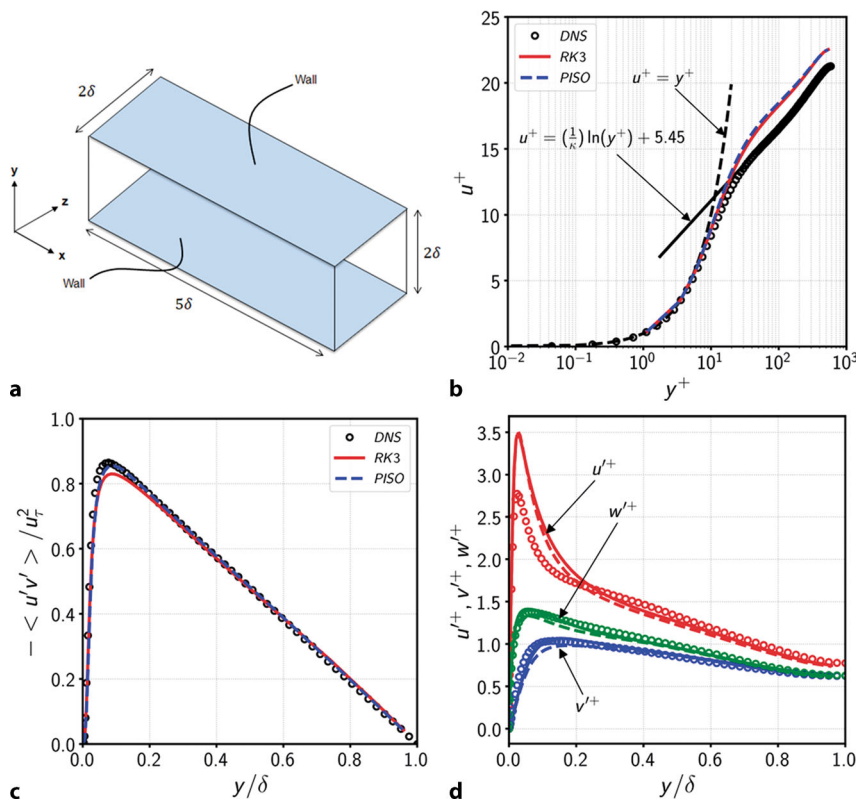 2δ
Wall
y
z
x
2δ
Wall
5δ
a
DNS
RK3
PISO
u⁺ = y⁺
u⁺ = (1/κ) ln(y⁺) + 5.45
u⁺
25
20
15
10
5
0
10⁻² 10⁻¹ 10⁰ 10¹ 10² 10³
y⁺
b
DNS
RK3
PISO
− < u′v′ > /u²_τ
1.0
0.8
0.6
0.4
0.2
0.0
0.0 0.2 0.4 0.6 0.8 1.0
y/δ
c
u′⁺
w′⁺
v′⁺
u′⁺, v′⁺, w′⁺
3.5
3.0
2.5
2.0
1.5
1.0
0.5
0.0
0.0 0.2 0.4 0.6 0.8 1.0
y/δ
d